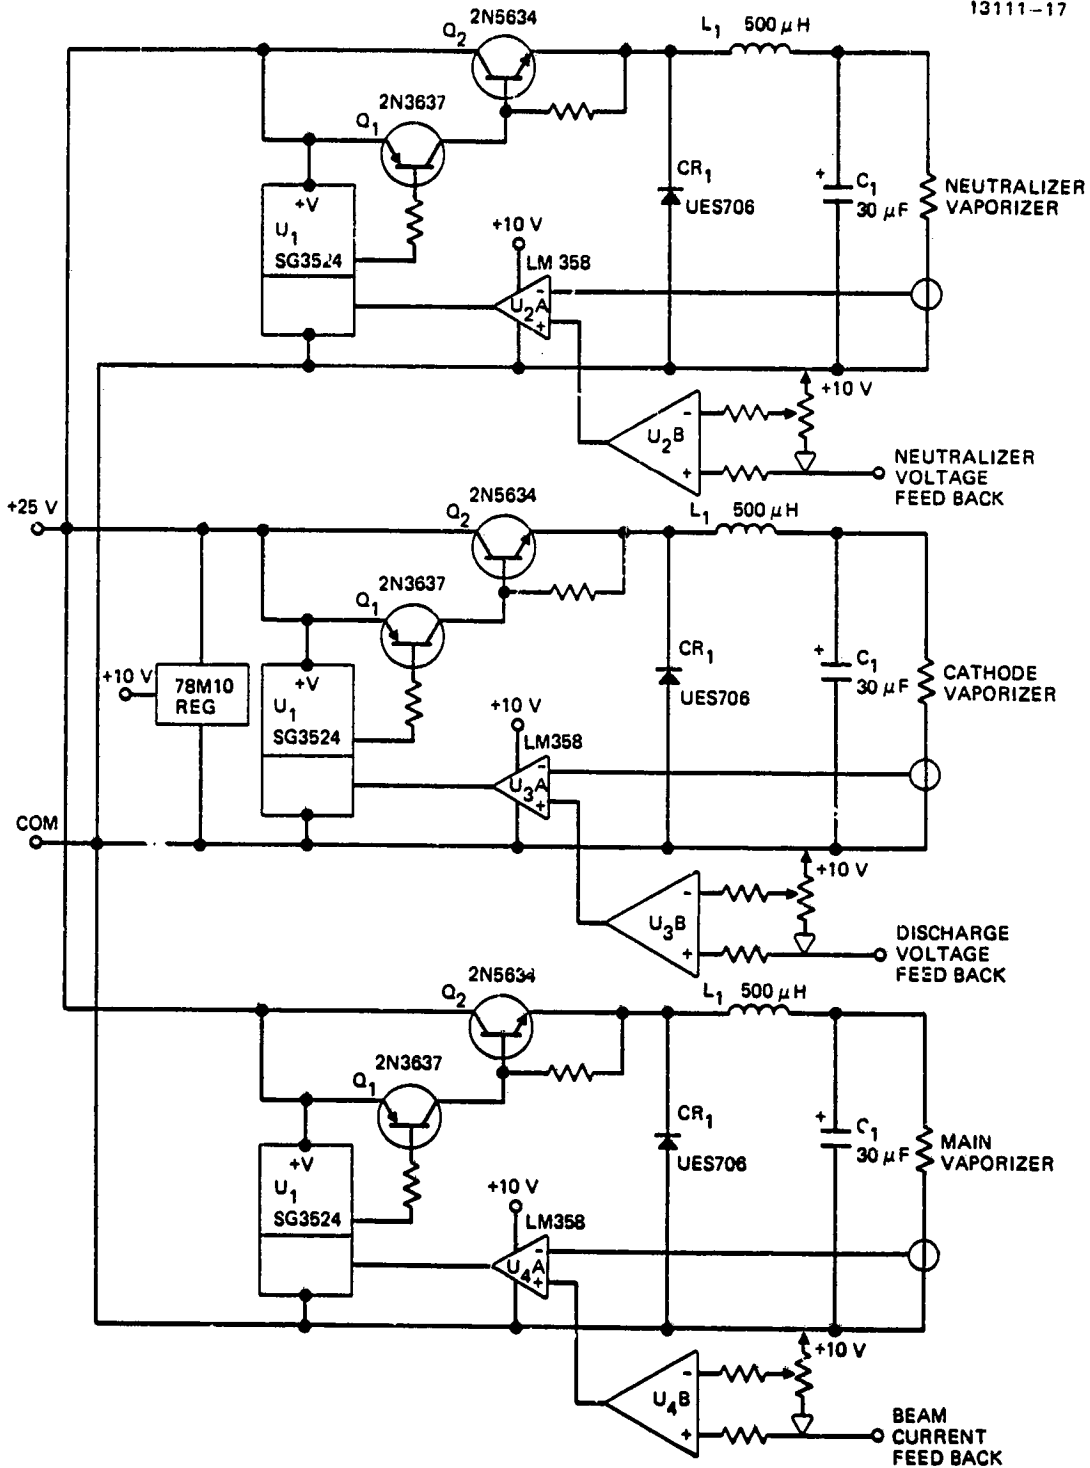 13111-17
2N5634
Q2
L1 500 μH
2N3637
Q1
+V
U1
SG3524
+10 V
LM 358
U2A
-
+
CR1
UES706
+
C1
30 μF
NEUTRALIZER
VAPORIZER
+10 V
U2B
-
+
NEUTRALIZER
VOLTAGE
FEED BACK
+25 V
2N5634
Q2
L1 500 μH
2N3637
Q1
+10 V
78M10
REG
+V
U1
SG3524
+10 V
LM358
U3A
-
+
CR1
UES706
+
C1
30 μF
CATHODE
VAPORIZER
COM
+10 V
U3B
-
+
DISCHARGE
VOLTAGE
FEED BACK
2N5634
Q2
L1 500 μH
2N3637
Q1
+V
U1
SG3524
+10 V
LM358
U4A
-
+
CR1
UES706
+
C1
30 μF
MAIN
VAPORIZER
+10 V
U4B
-
+
BEAM
CURRENT
FEED BACK